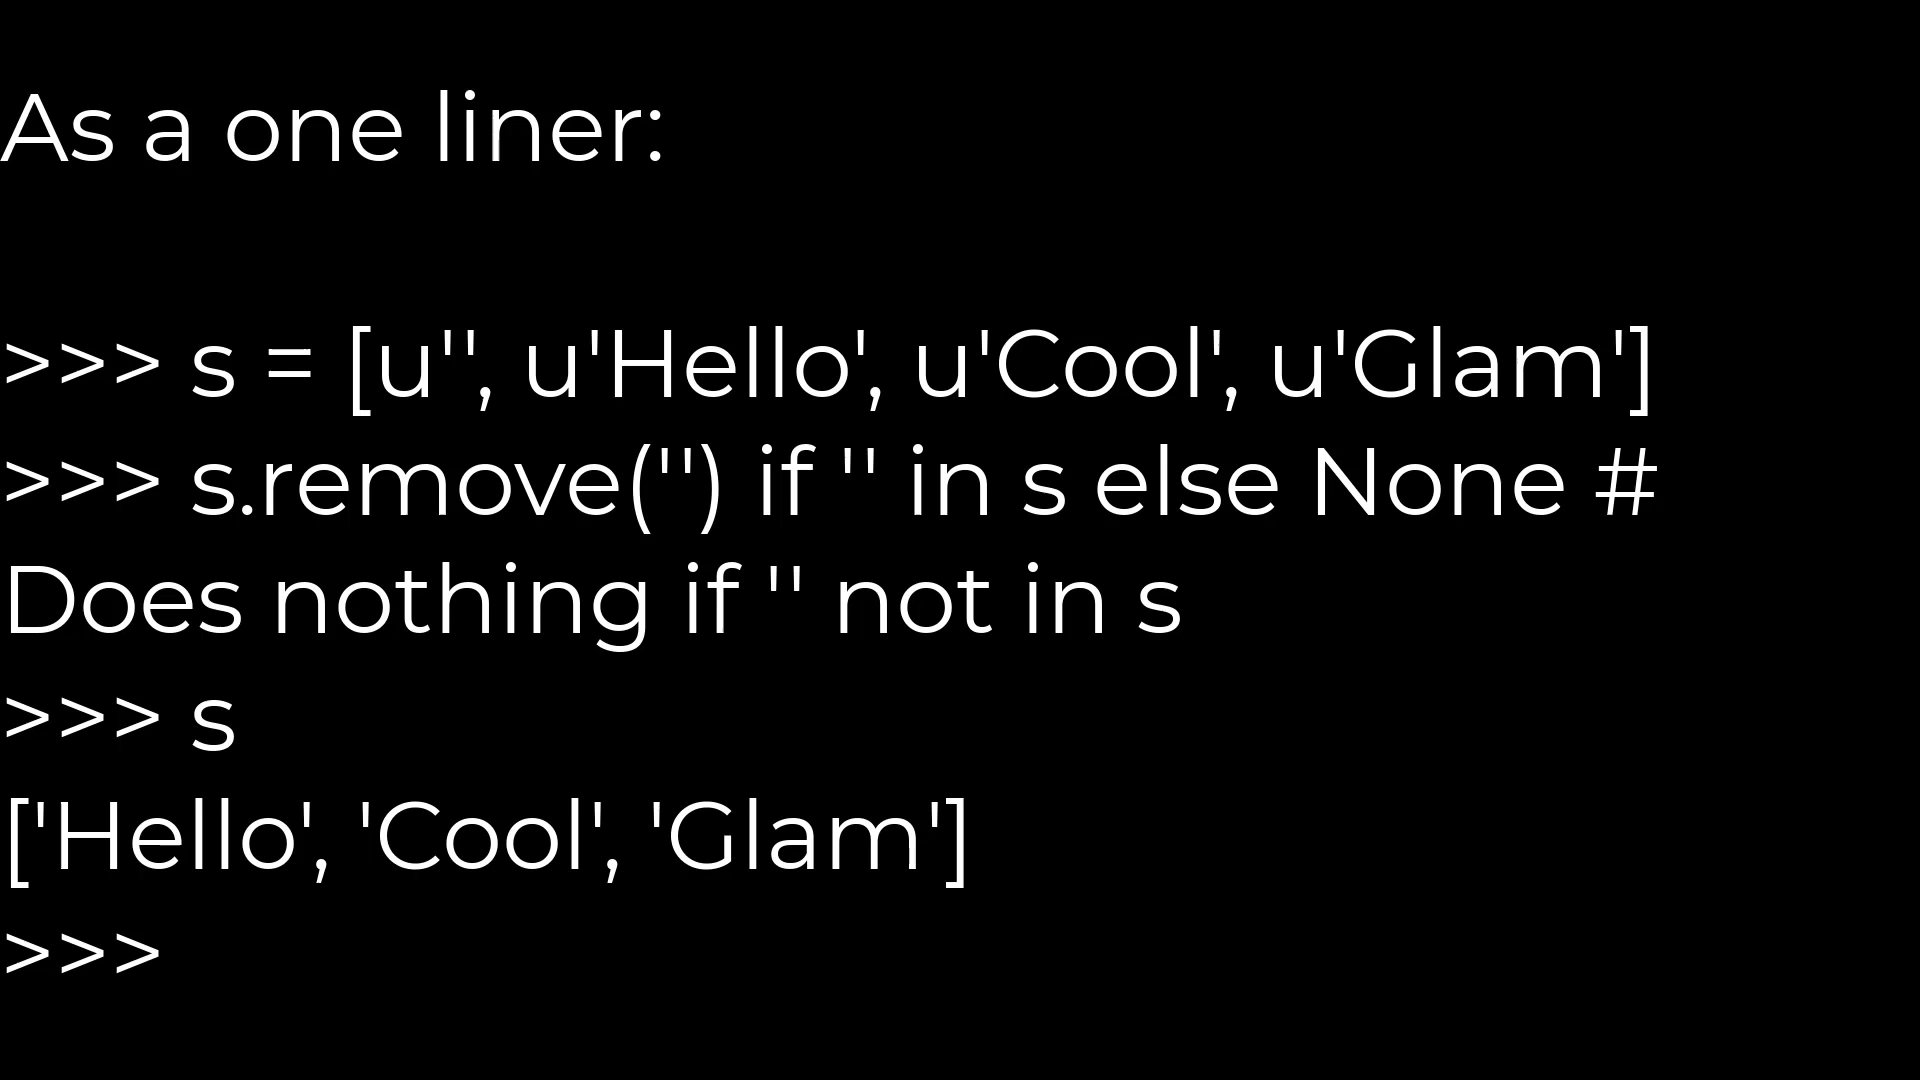 As a one liner:
>>> s = [u'', u'Hello', u'Cool', u'Glam']
>>> s.remove('') if '' in s else None #
Does nothing if '' not in s
>>> s
['Hello', 'Cool', 'Glam']
>>>